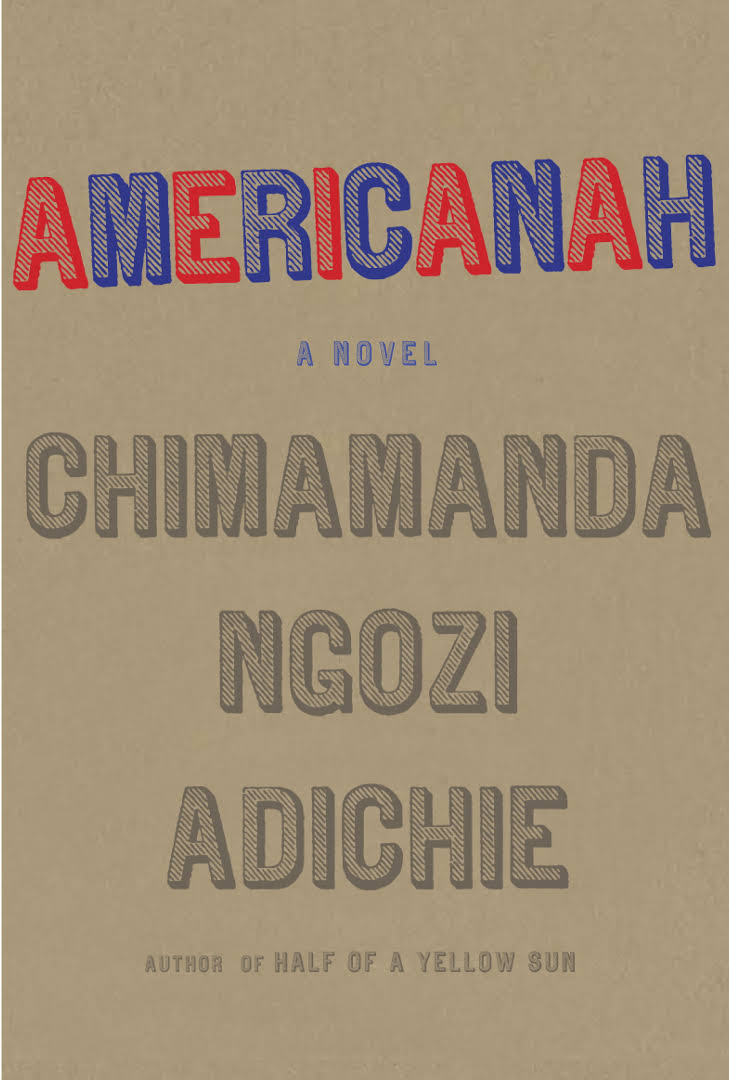 AMERICANAH
A NOVEL
CHIMAMANDA
NGOZI
ADICHIE
AUTHOR OF HALF OF A YELLOW SUN